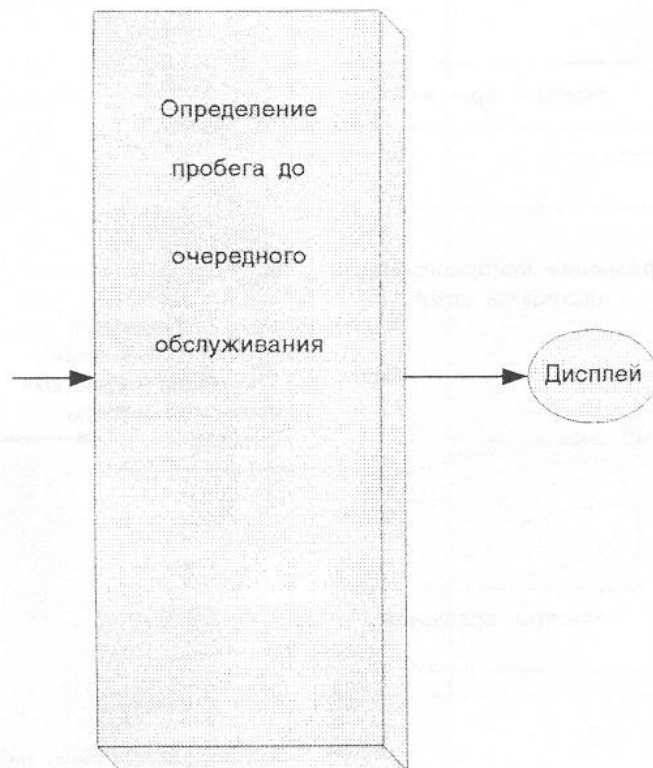 Определение
пробега до
очередного
обслуживания
Дисплей